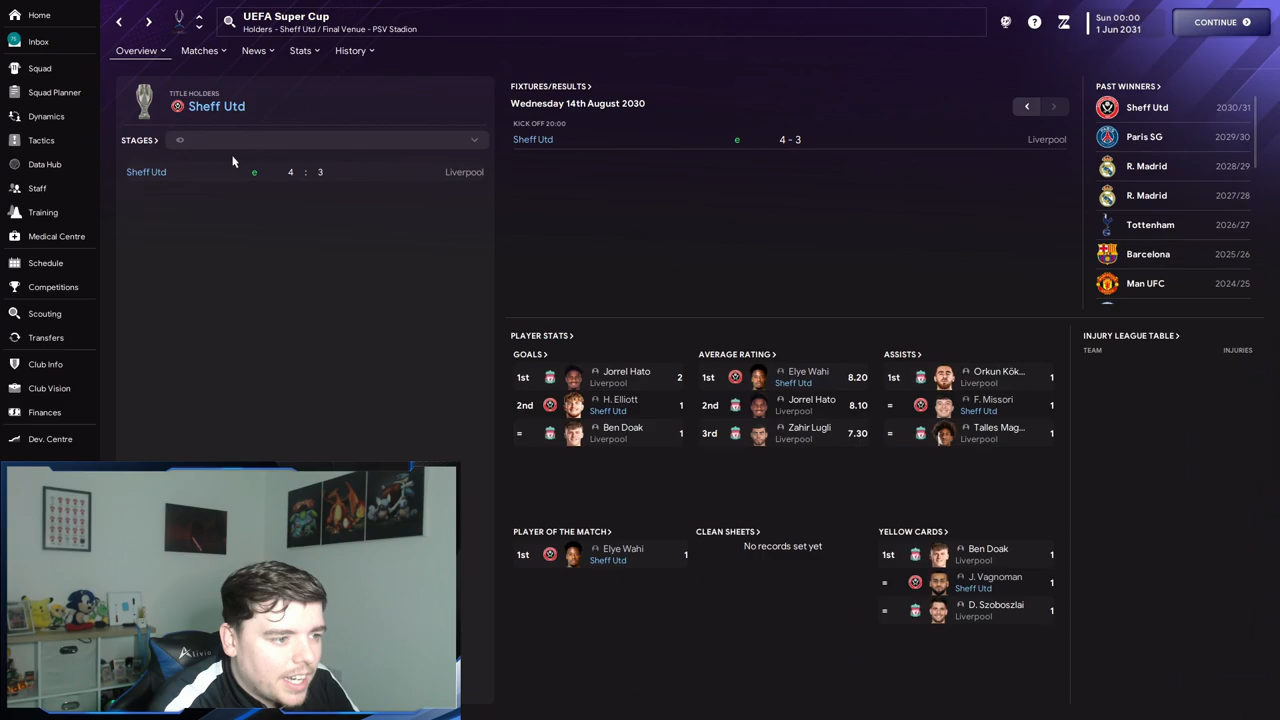 Home
Inbox
75
Squad
Squad Planner
Dynamics
Tactics
Data Hub
Staff
Training
Medical Centre
Schedule
Competitions
Scouting
Transfers
Club Info
Club Vision
Finances
Dev. Centre
UEFA Super Cup
Holders - Sheff Utd / Final Venue - PSV Stadion
Sun 00:00
1 Jun 2031
CONTINUE
Overview
Matches
News
Stats
History
TITLE HOLDERS
Sheff Utd
STAGES
Sheff Utd e 4 : 3 Liverpool
FIXTURES/RESULTS
Wednesday 14th August 2030
KICK OFF 20:00
Sheff Utd e 4 - 3 Liverpool
PAST WINNERS
Sheff Utd 2030/31
Paris SG 2029/30
R. Madrid 2028/29
R. Madrid 2027/28
Tottenham 2026/27
Barcelona 2025/26
Man UFC 2024/25
PLAYER STATS
GOALS
1st Jorrel Hato 2
Liverpool
2nd H. Elliott 1
Sheff Utd
= Ben Doak 1
Liverpool
AVERAGE RATING
1st Elye Wahi 8.20
Sheff Utd
2nd Jorrel Hato 8.10
Liverpool
3rd Zahir Lugli 7.30
Liverpool
ASSISTS
1st Orkun Kök... 1
Liverpool
= F. Missori 1
Sheff Utd
= Talles Mag... 1
Liverpool
INJURY LEAGUE TABLE
TEAM INJURIES
PLAYER OF THE MATCH
1st Elye Wahi 1
Sheff Utd
CLEAN SHEETS
No records set yet
YELLOW CARDS
1st Ben Doak 1
Liverpool
= J. Vagnoman 1
Sheff Utd
= D. Szoboszlai 1
Liverpool
Alivio